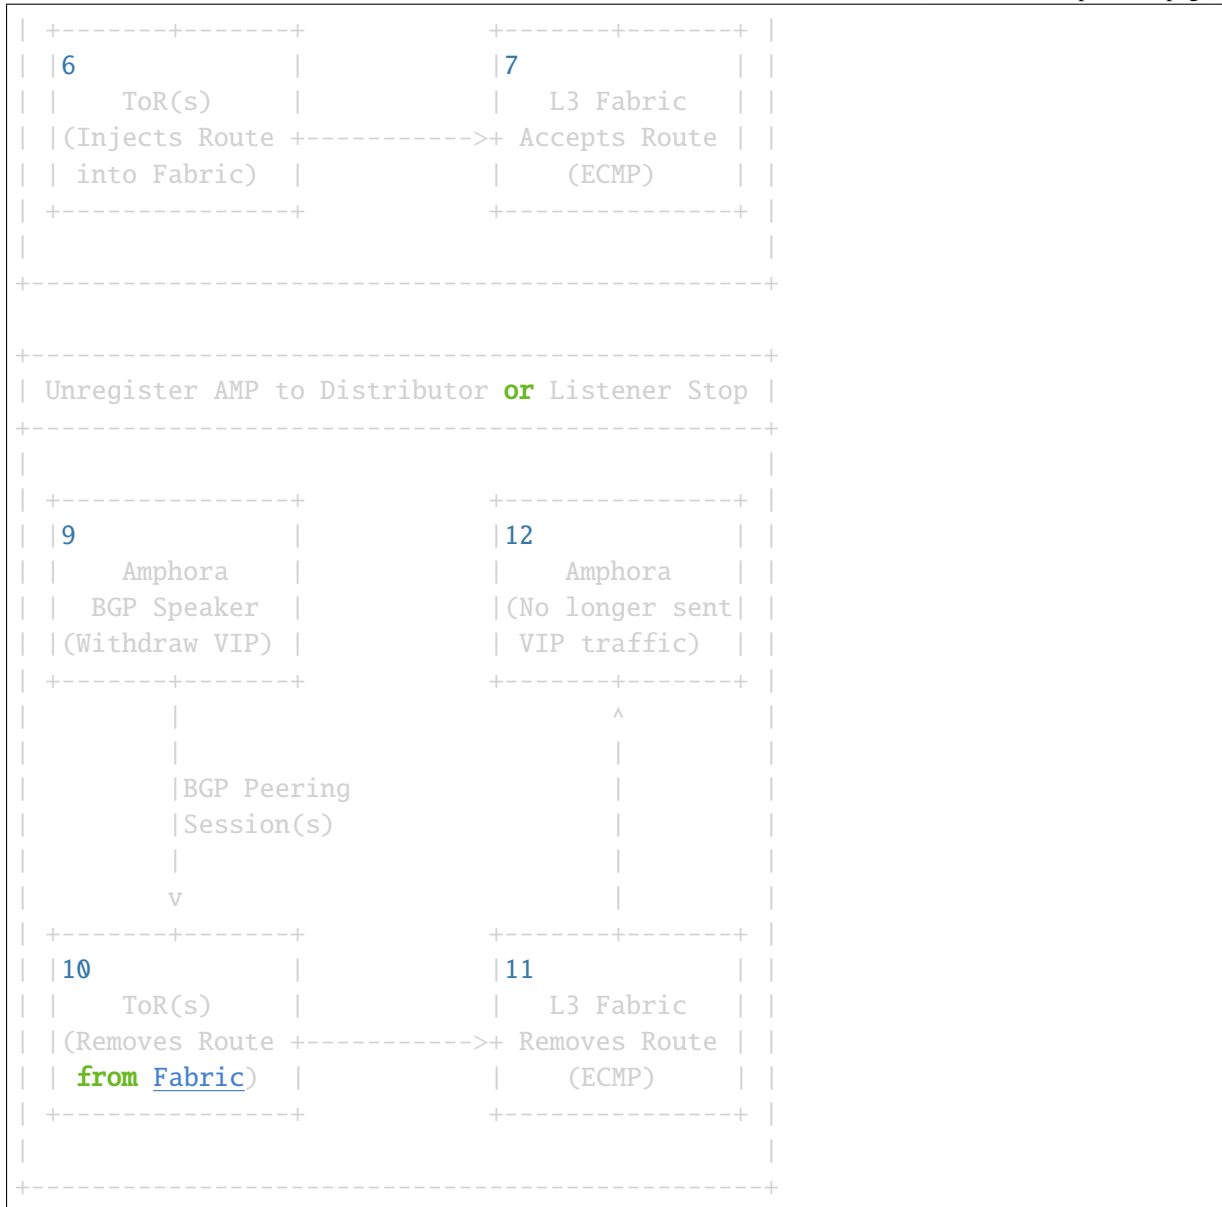 | +-------+-------+          +-------+-------+ |
| |6              |          |7              | |
| |    ToR(s)     |          |   L3 Fabric   | |
| |(Injects Route +----------->+ Accepts Route | |
| | into Fabric)  |          |    (ECMP)     | |
| +---------------+          +---------------+ |
|                                                |
+------------------------------------------------+
+------------------------------------------------+
| Unregister AMP to Distributor or Listener Stop |
+------------------------------------------------+
|                                                |
| +---------------+            +---------------+ |
| |9              |            |12             | |
| |    Amphora    |            |    Amphora    | |
| |  BGP Speaker  |            |(No longer sent| |
| |(Withdraw VIP) |            | VIP traffic)  | |
| +-------+-------+            +-------+-------+ |
|         |                            ^         |
|         |                            |         |
|         |BGP Peering                 |         |
|         |Session(s)                  |         |
|         |                            |         |
|         v                            |         |
| +-------+-------+            +-------+-------+ |
| |10             |            |11             | |
| |    ToR(s)     |            |   L3 Fabric   | |
| |(Removes Route +----------->+ Removes Route | |
| | from Fabric)  |            |    (ECMP)     | |
| +---------------+            +---------------+ |
|                                                |
+------------------------------------------------+